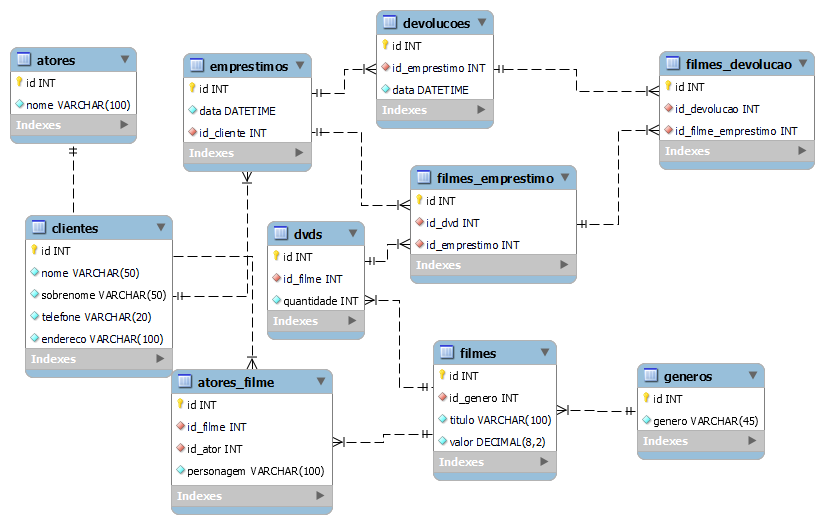 atores
id INT
nome VARCHAR(100)
Indexes
emprestimos
id INT
data DATETIME
id_cliente INT
Indexes
devolucoes
id INT
id_emprestimo INT
data DATETIME
Indexes
filmes_devolucao
id INT
id_devolucao INT
id_filme_emprestimo INT
Indexes
filmes_emprestimo
id INT
id_dvd INT
id_emprestimo INT
Indexes
clientes
id INT
nome VARCHAR(50)
sobrenome VARCHAR(50)
telefone VARCHAR(20)
endereco VARCHAR(100)
Indexes
dvds
id INT
id_filme INT
quantidade INT
Indexes
atores_filme
id INT
id_filme INT
id_ator INT
personagem VARCHAR(100)
Indexes
filmes
id INT
id_genero INT
titulo VARCHAR(100)
valor DECIMAL(8,2)
Indexes
generos
id INT
genero VARCHAR(45)
Indexes